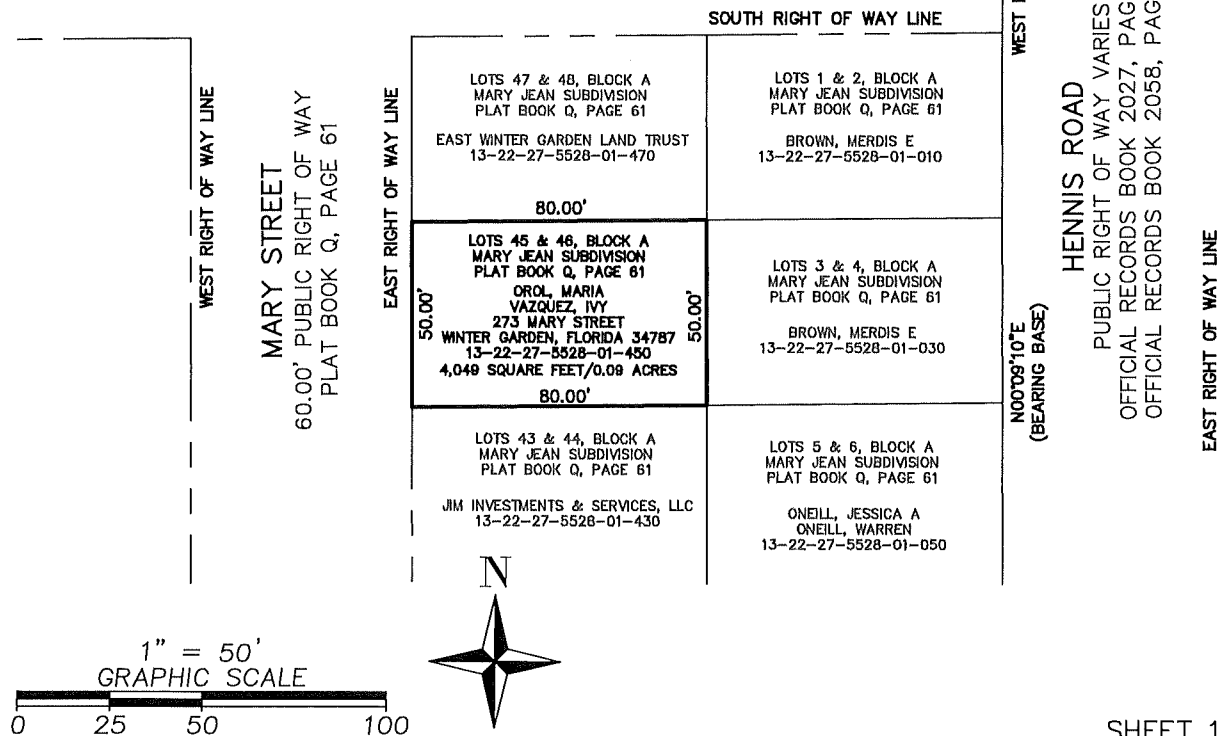 SOUTH RIGHT OF WAY LINE
WEST RIGHT OF WAY LINE
MARY STREET
60.00' PUBLIC RIGHT OF WAY
PLAT BOOK Q, PAGE 61
EAST RIGHT OF WAY LINE
LOTS 47 & 48, BLOCK A
MARY JEAN SUBDIVISION
PLAT BOOK Q, PAGE 61
EAST WINTER GARDEN LAND TRUST
13-22-27-5528-01-470
LOTS 1 & 2, BLOCK A
MARY JEAN SUBDIVISION
PLAT BOOK Q, PAGE 61
BROWN, MERDIS E
13-22-27-5528-01-010
80.00'
50.00'
LOTS 45 & 46, BLOCK A
MARY JEAN SUBDIVISION
PLAT BOOK Q, PAGE 61
OROL, MARIA
VAZQUEZ, IVY
273 MARY STREET
WINTER GARDEN, FLORIDA 34787
13-22-27-5528-01-450
4,049 SQUARE FEET/0.09 ACRES
50.00'
80.00'
LOTS 3 & 4, BLOCK A
MARY JEAN SUBDIVISION
PLAT BOOK Q, PAGE 61
BROWN, MERDIS E
13-22-27-5528-01-030
LOTS 43 & 44, BLOCK A
MARY JEAN SUBDIVISION
PLAT BOOK Q, PAGE 61
JIM INVESTMENTS & SERVICES, LLC
13-22-27-5528-01-430
LOTS 5 & 6, BLOCK A
MARY JEAN SUBDIVISION
PLAT BOOK Q, PAGE 61
ONEILL, JESSICA A
ONEILL, WARREN
13-22-27-5528-01-050
WEST
N00°09'10"E
(BEARING BASE)
HENNIS ROAD
PUBLIC RIGHT OF WAY VARIES
OFFICIAL RECORDS BOOK 2027, PAG
OFFICIAL RECORDS BOOK 2058, PAG
EAST RIGHT OF WAY LINE
N
1" = 50'
GRAPHIC SCALE
0 25 50 100
SHEET 1